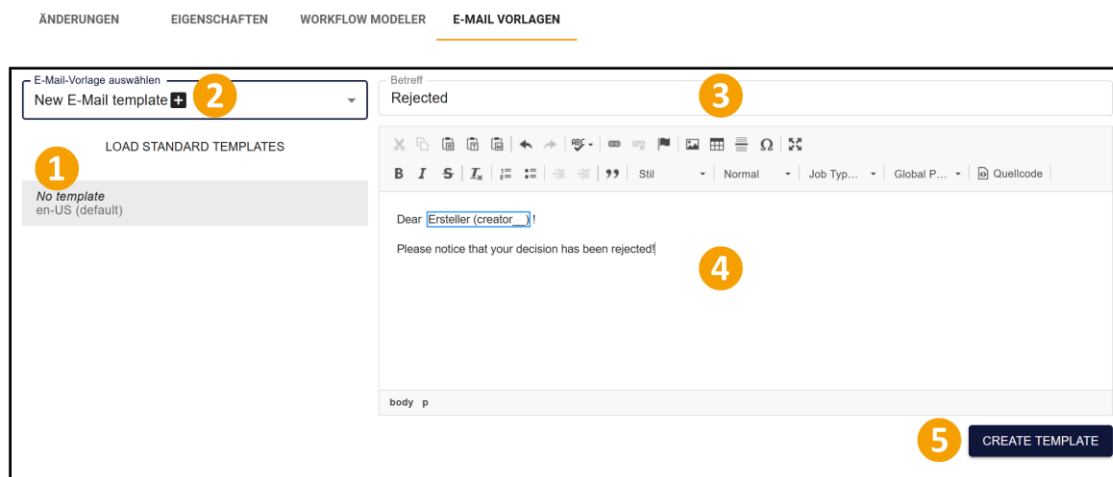 ÄNDERUNGEN EIGENSCHAFTEN WORKFLOW MODELER E-MAIL VORLAGEN
E-Mail-Vorlage auswählen
New E-Mail template
2
Betreff
Rejected
3
LOAD STANDARD TEMPLATES
1
No template
en-US (default)
ABC
Ω
B I S Tx Stil Normal Job Typ... Global P... Quellcode
Dear Ersteller (creator__) !
Please notice that your decision has been rejected!
4
body p
5
CREATE TEMPLATE